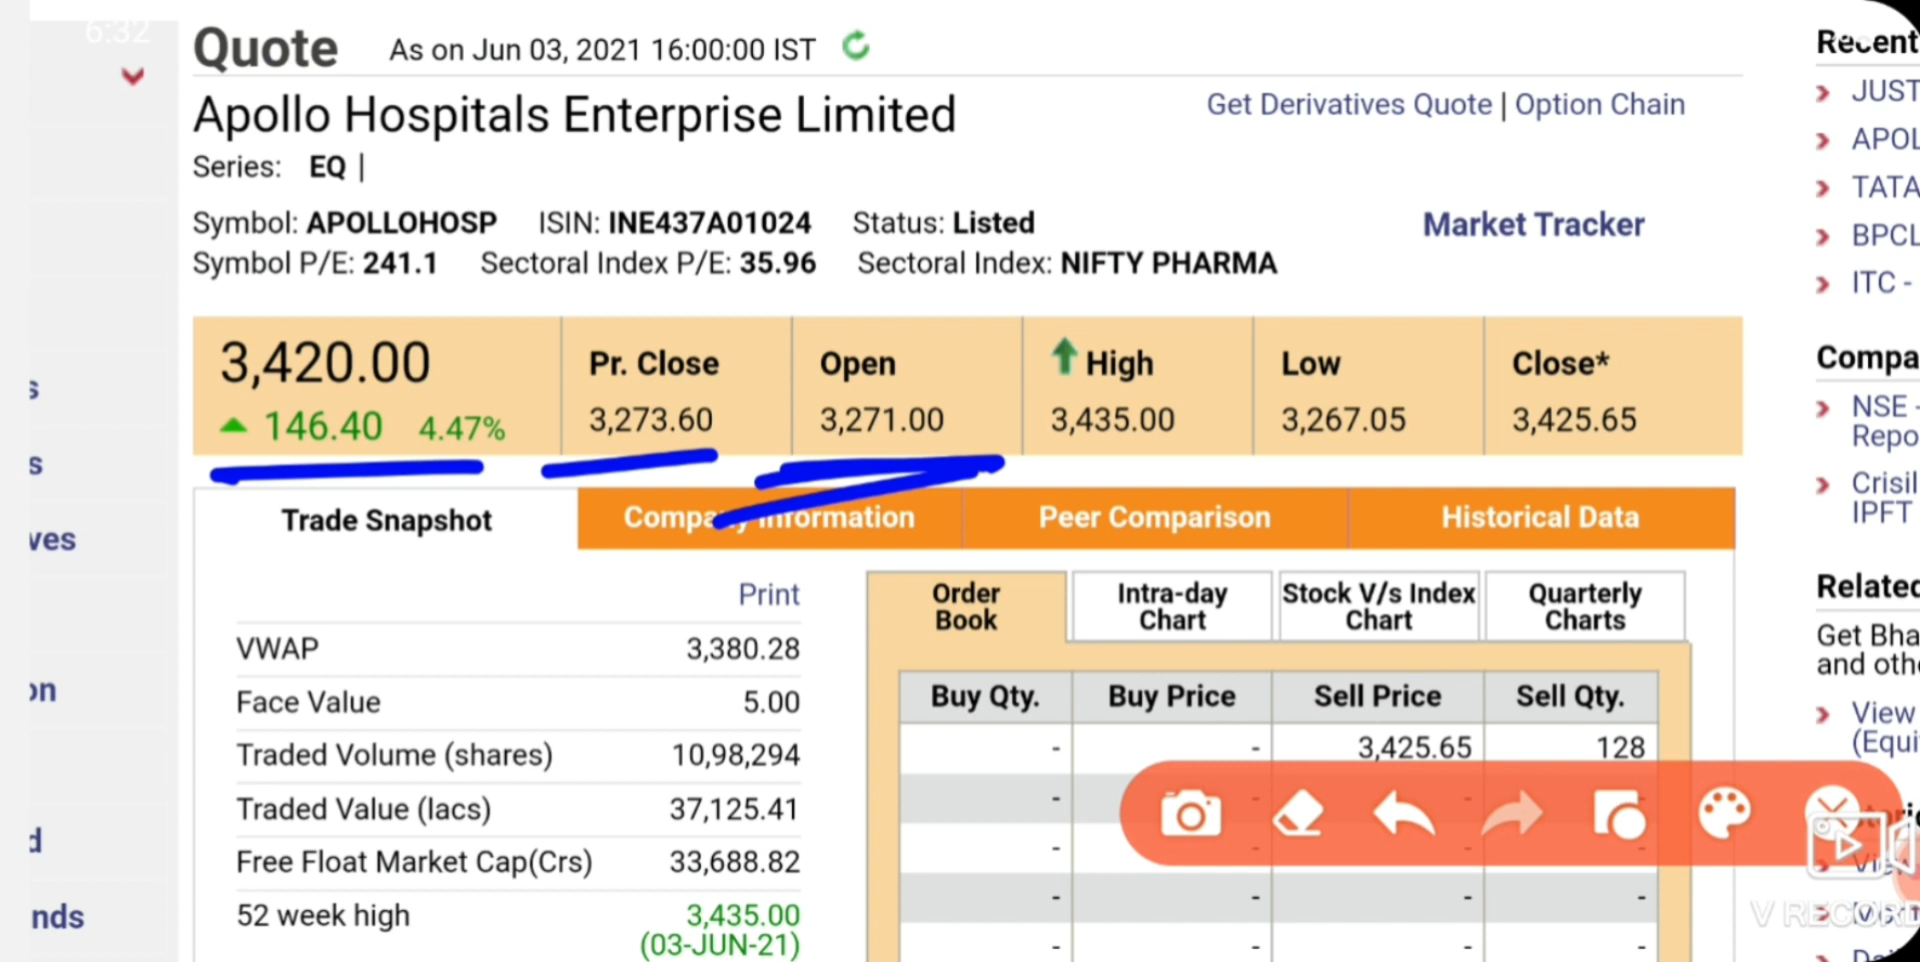 6:32
Quote As on Jun 03, 2021 16:00:00 IST
Apollo Hospitals Enterprise Limited
Get Derivatives Quote | Option Chain
Series: EQ |
Symbol: APOLLOHOSP ISIN: INE437A01024 Status: Listed
Market Tracker
Symbol P/E: 241.1 Sectoral Index P/E: 35.96 Sectoral Index: NIFTY PHARMA
3,420.00 Pr. Close Open High Low Close*
146.40 4.47% 3,273.60 3,271.00 3,435.00 3,267.05 3,425.65
Trade Snapshot Company Information Peer Comparison Historical Data
Print
VWAP 3,380.28
Face Value 5.00
Traded Volume (shares) 10,98,294
Traded Value (lacs) 37,125.41
Free Float Market Cap(Crs) 33,688.82
52 week high 3,435.00
(03-JUN-21)
Order Book
Intra-day Chart
Stock V/s Index Chart
Quarterly Charts
Buy Qty. Buy Price Sell Price Sell Qty.
- - 3,425.65 128
- - -
-
- - - -
- - - -
s
s
ves
on
d
nds
Recent
JUST
APOL
TATA
BPCL
ITC -
Compa
NSE -
Repo
Crisil
IPFT
Related
Get Bha
and othe
View
(Equi
V RECORD